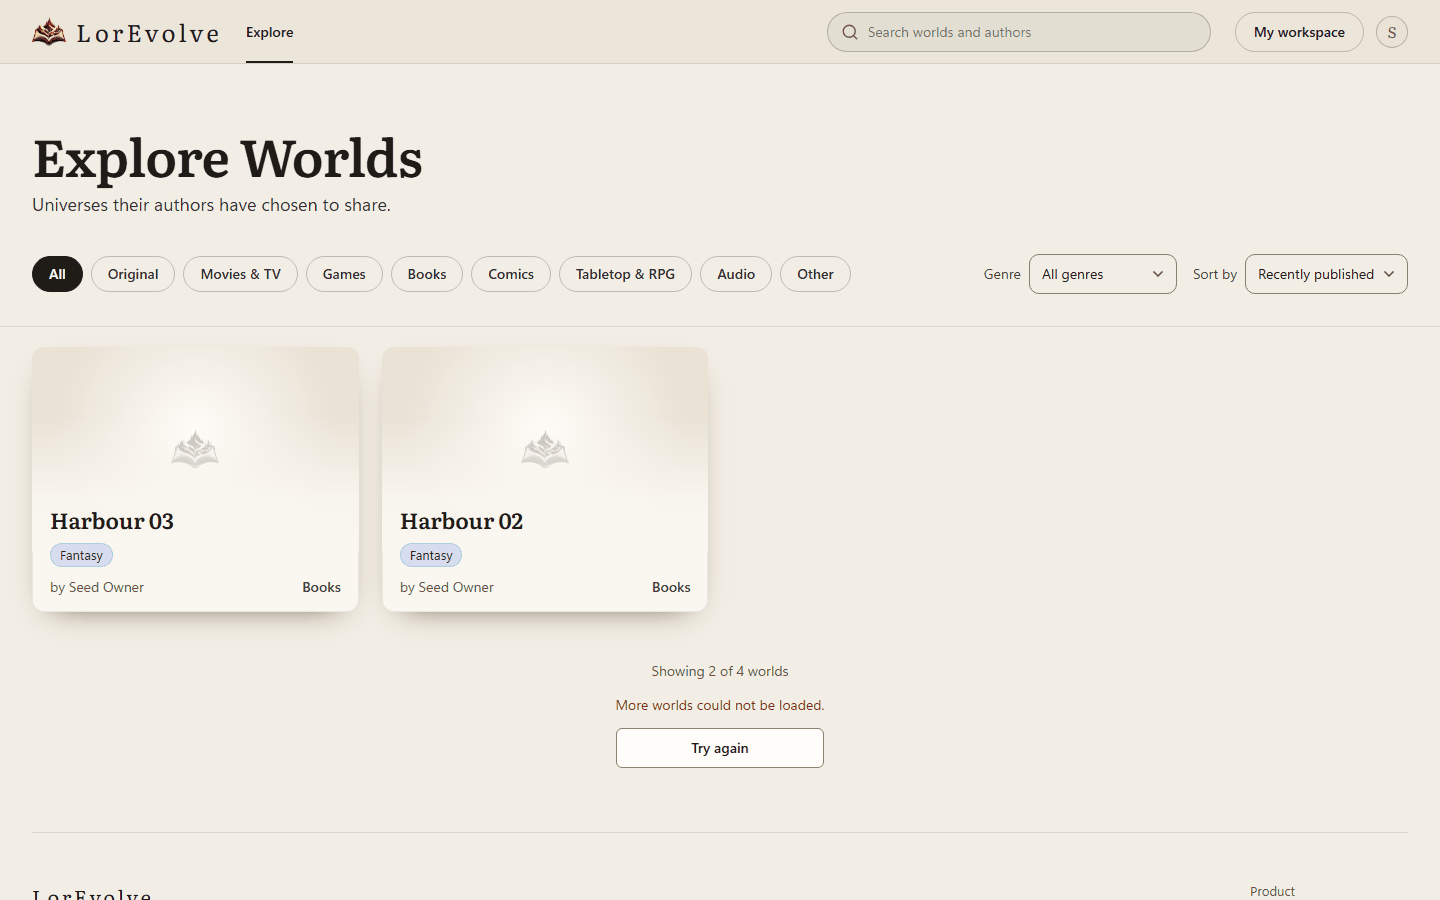 LorEvolve
Explore
Search worlds and authors
My workspace
S
Explore Worlds
Universes their authors have chosen to share.
All
Original
Movies & TV
Games
Books
Comics
Tabletop & RPG
Audio
Other
Genre
All genres
Sort by
Recently published
Harbour 03
Fantasy
by Seed Owner
Books
Harbour 02
Fantasy
by Seed Owner
Books
Showing 2 of 4 worlds
More worlds could not be loaded.
Try again
LorEvolve
Product